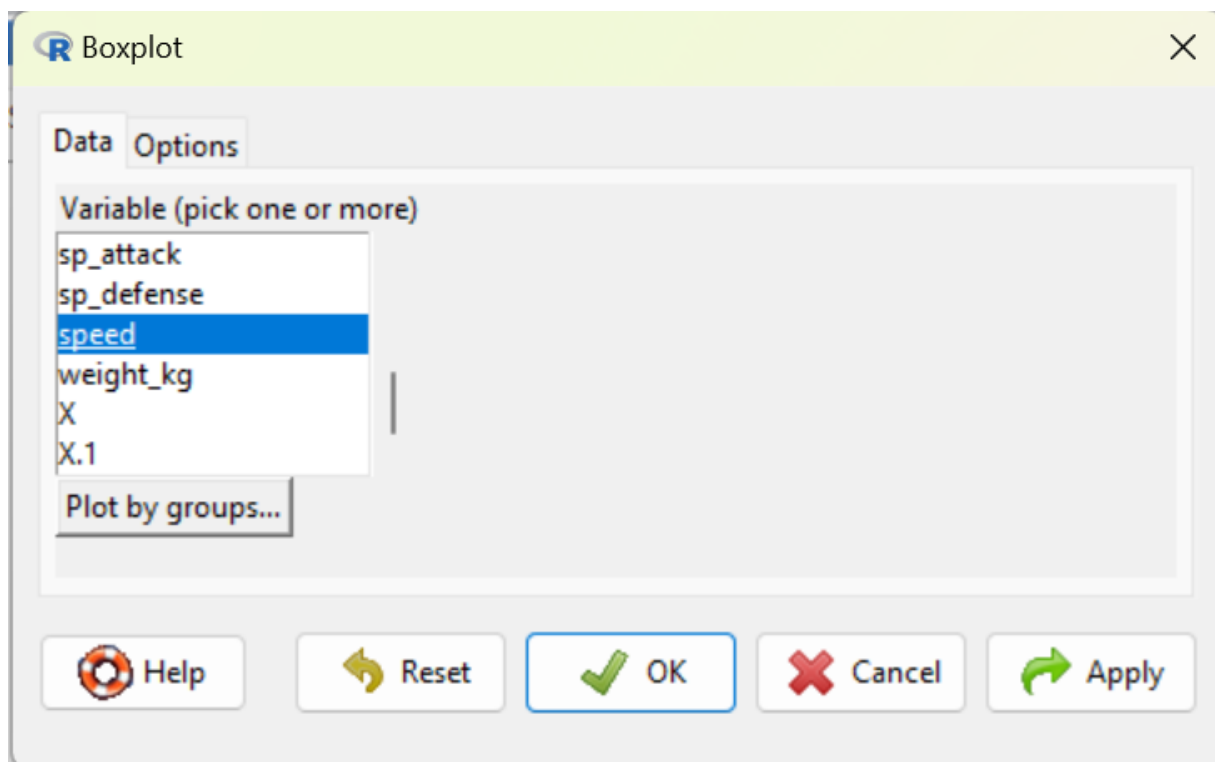 R Boxplot
Data Options
Variable (pick one or more)
sp_attack
sp_defense
speed
weight_kg
X
X.1
Plot by groups...
Help Reset OK Cancel Apply